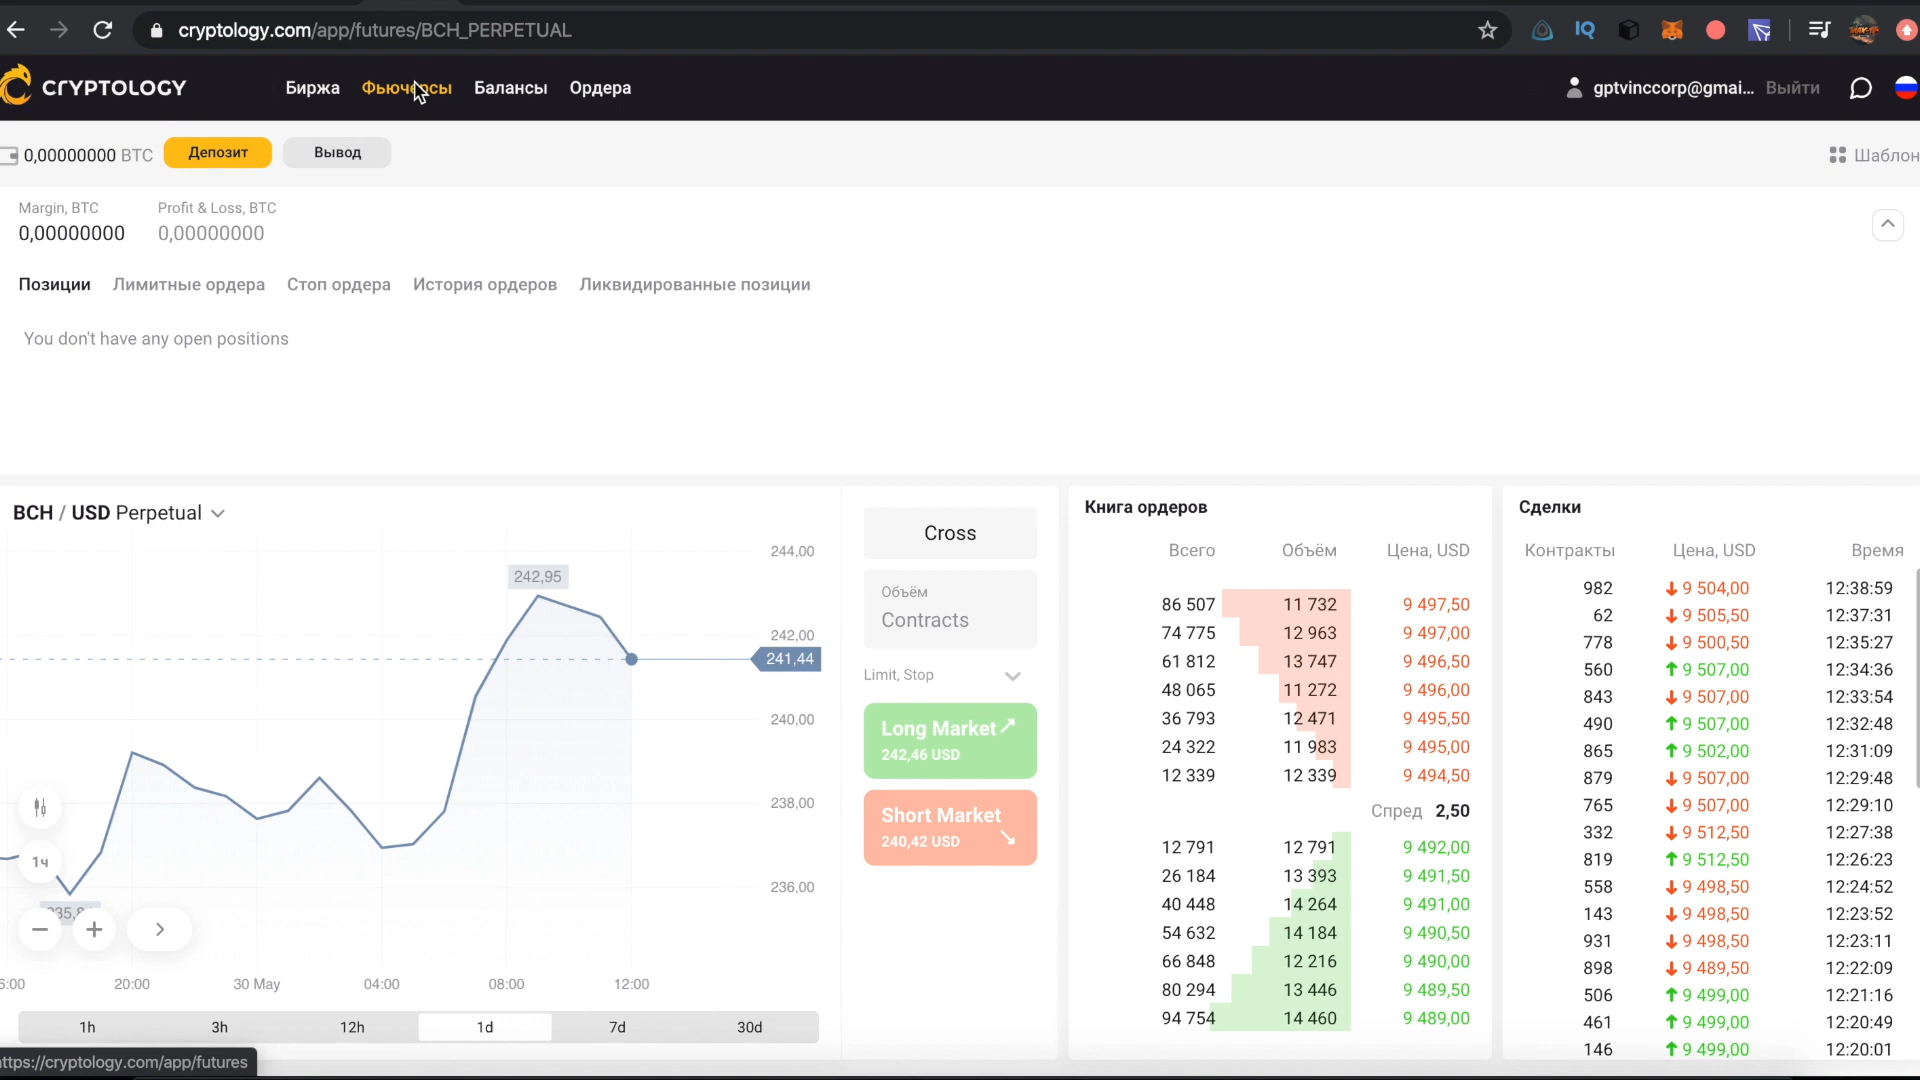 cryptology.com/app/futures/BCH_PERPETUAL
IQ
CRYPTOLOGY
Биржа Фьючерсы Балансы Ордера
gptvinccorp@gmai... Выйти
0,00000000 BTC Депозит Вывод
Шаблон
Margin, BTC Profit & Loss, BTC
0,00000000 0,00000000
Позиции Лимитные ордера Стоп ордера История ордеров Ликвидированные позиции
You don't have any open positions
BCH / USD Perpetual
244,00
242,95
242,00
241,44
240,00
238,00
236,00
1ч
20:00 30 May 04:00 08:00 12:00
1h 3h 12h 1d 7d 30d
ttps://cryptology.com/app/futures
Cross
Объём
Contracts
Limit, Stop
Long Market
242,46 USD
Short Market
240,42 USD
Книга ордеров
Всего Объём Цена, USD
86 507 11 732 9 497,50
74 775 12 963 9 497,00
61 812 13 747 9 496,50
48 065 11 272 9 496,00
36 793 12 471 9 495,50
24 322 11 983 9 495,00
12 339 12 339 9 494,50
Спред 2,50
12 791 12 791 9 492,00
26 184 13 393 9 491,50
40 448 14 264 9 491,00
54 632 14 184 9 490,50
66 848 12 216 9 490,00
80 294 13 446 9 489,50
94 754 14 460 9 489,00
Сделки
Контракты Цена, USD Время
982 9 504,00 12:38:59
62 9 505,50 12:37:31
778 9 500,50 12:35:27
560 9 507,00 12:34:36
843 9 507,00 12:33:54
490 9 507,00 12:32:48
865 9 502,00 12:31:09
879 9 507,00 12:29:48
765 9 507,00 12:29:10
332 9 512,50 12:27:38
819 9 512,50 12:26:23
558 9 498,50 12:24:52
143 9 498,50 12:23:52
931 9 498,50 12:23:11
898 9 489,50 12:22:09
506 9 499,00 12:21:16
461 9 499,00 12:20:49
146 9 499,00 12:20:01